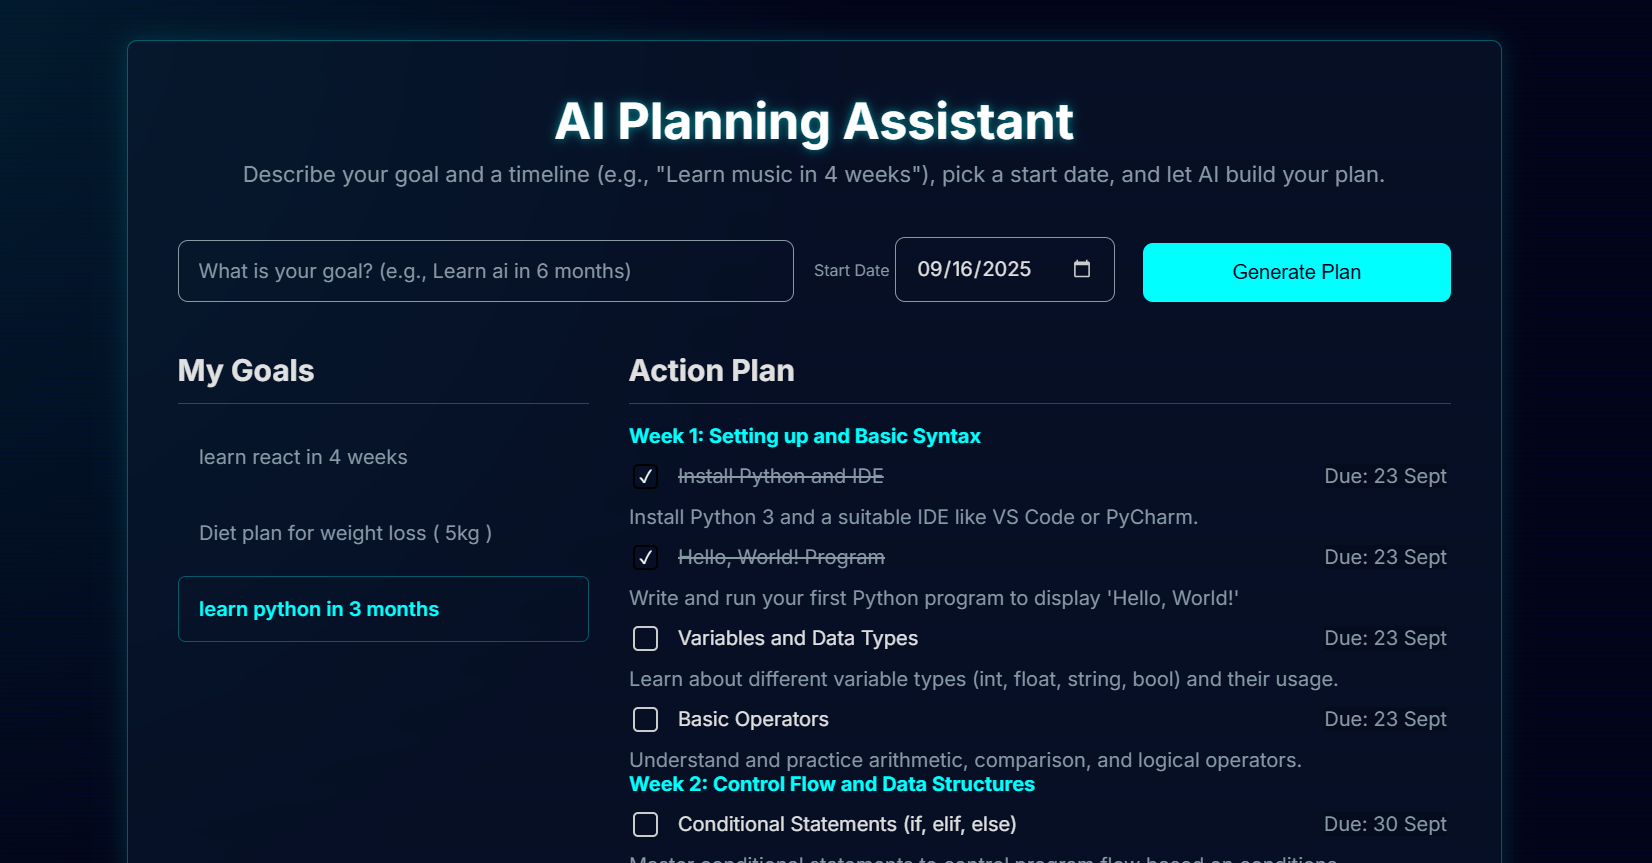 AI Planning Assistant
Describe your goal and a timeline (e.g., "Learn music in 4 weeks"), pick a start date, and let AI build your plan.
What is your goal? (e.g., Learn ai in 6 months)
Start Date
09/16/2025
Generate Plan
My Goals
learn react in 4 weeks
Diet plan for weight loss ( 5kg )
learn python in 3 months
Action Plan
Week 1: Setting up and Basic Syntax
Install Python and IDE
Due: 23 Sept
Install Python 3 and a suitable IDE like VS Code or PyCharm.
Hello, World! Program
Due: 23 Sept
Write and run your first Python program to display 'Hello, World!'
Variables and Data Types
Due: 23 Sept
Learn about different variable types (int, float, string, bool) and their usage.
Basic Operators
Due: 23 Sept
Understand and practice arithmetic, comparison, and logical operators.
Week 2: Control Flow and Data Structures
Conditional Statements (if, elif, else)
Due: 30 Sept